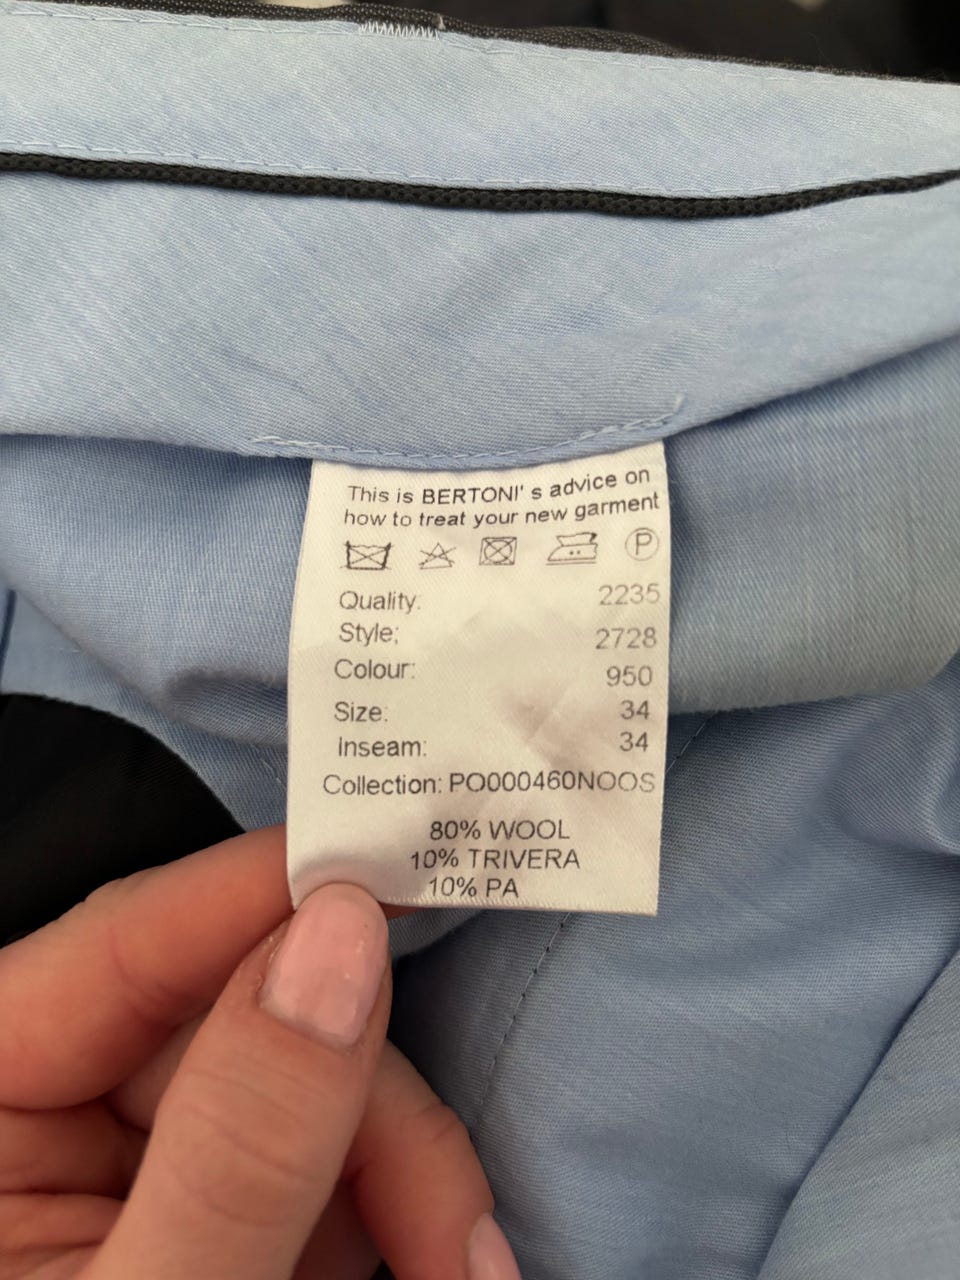 This is BERTONI' s advice on
how to treat your new garment
P
Quality: 2235
Style: 2728
Colour: 950
Size: 34
Inseam: 34
Collection: PO000460NOOS
80% WOOL
10% TRIVERA
10% PA